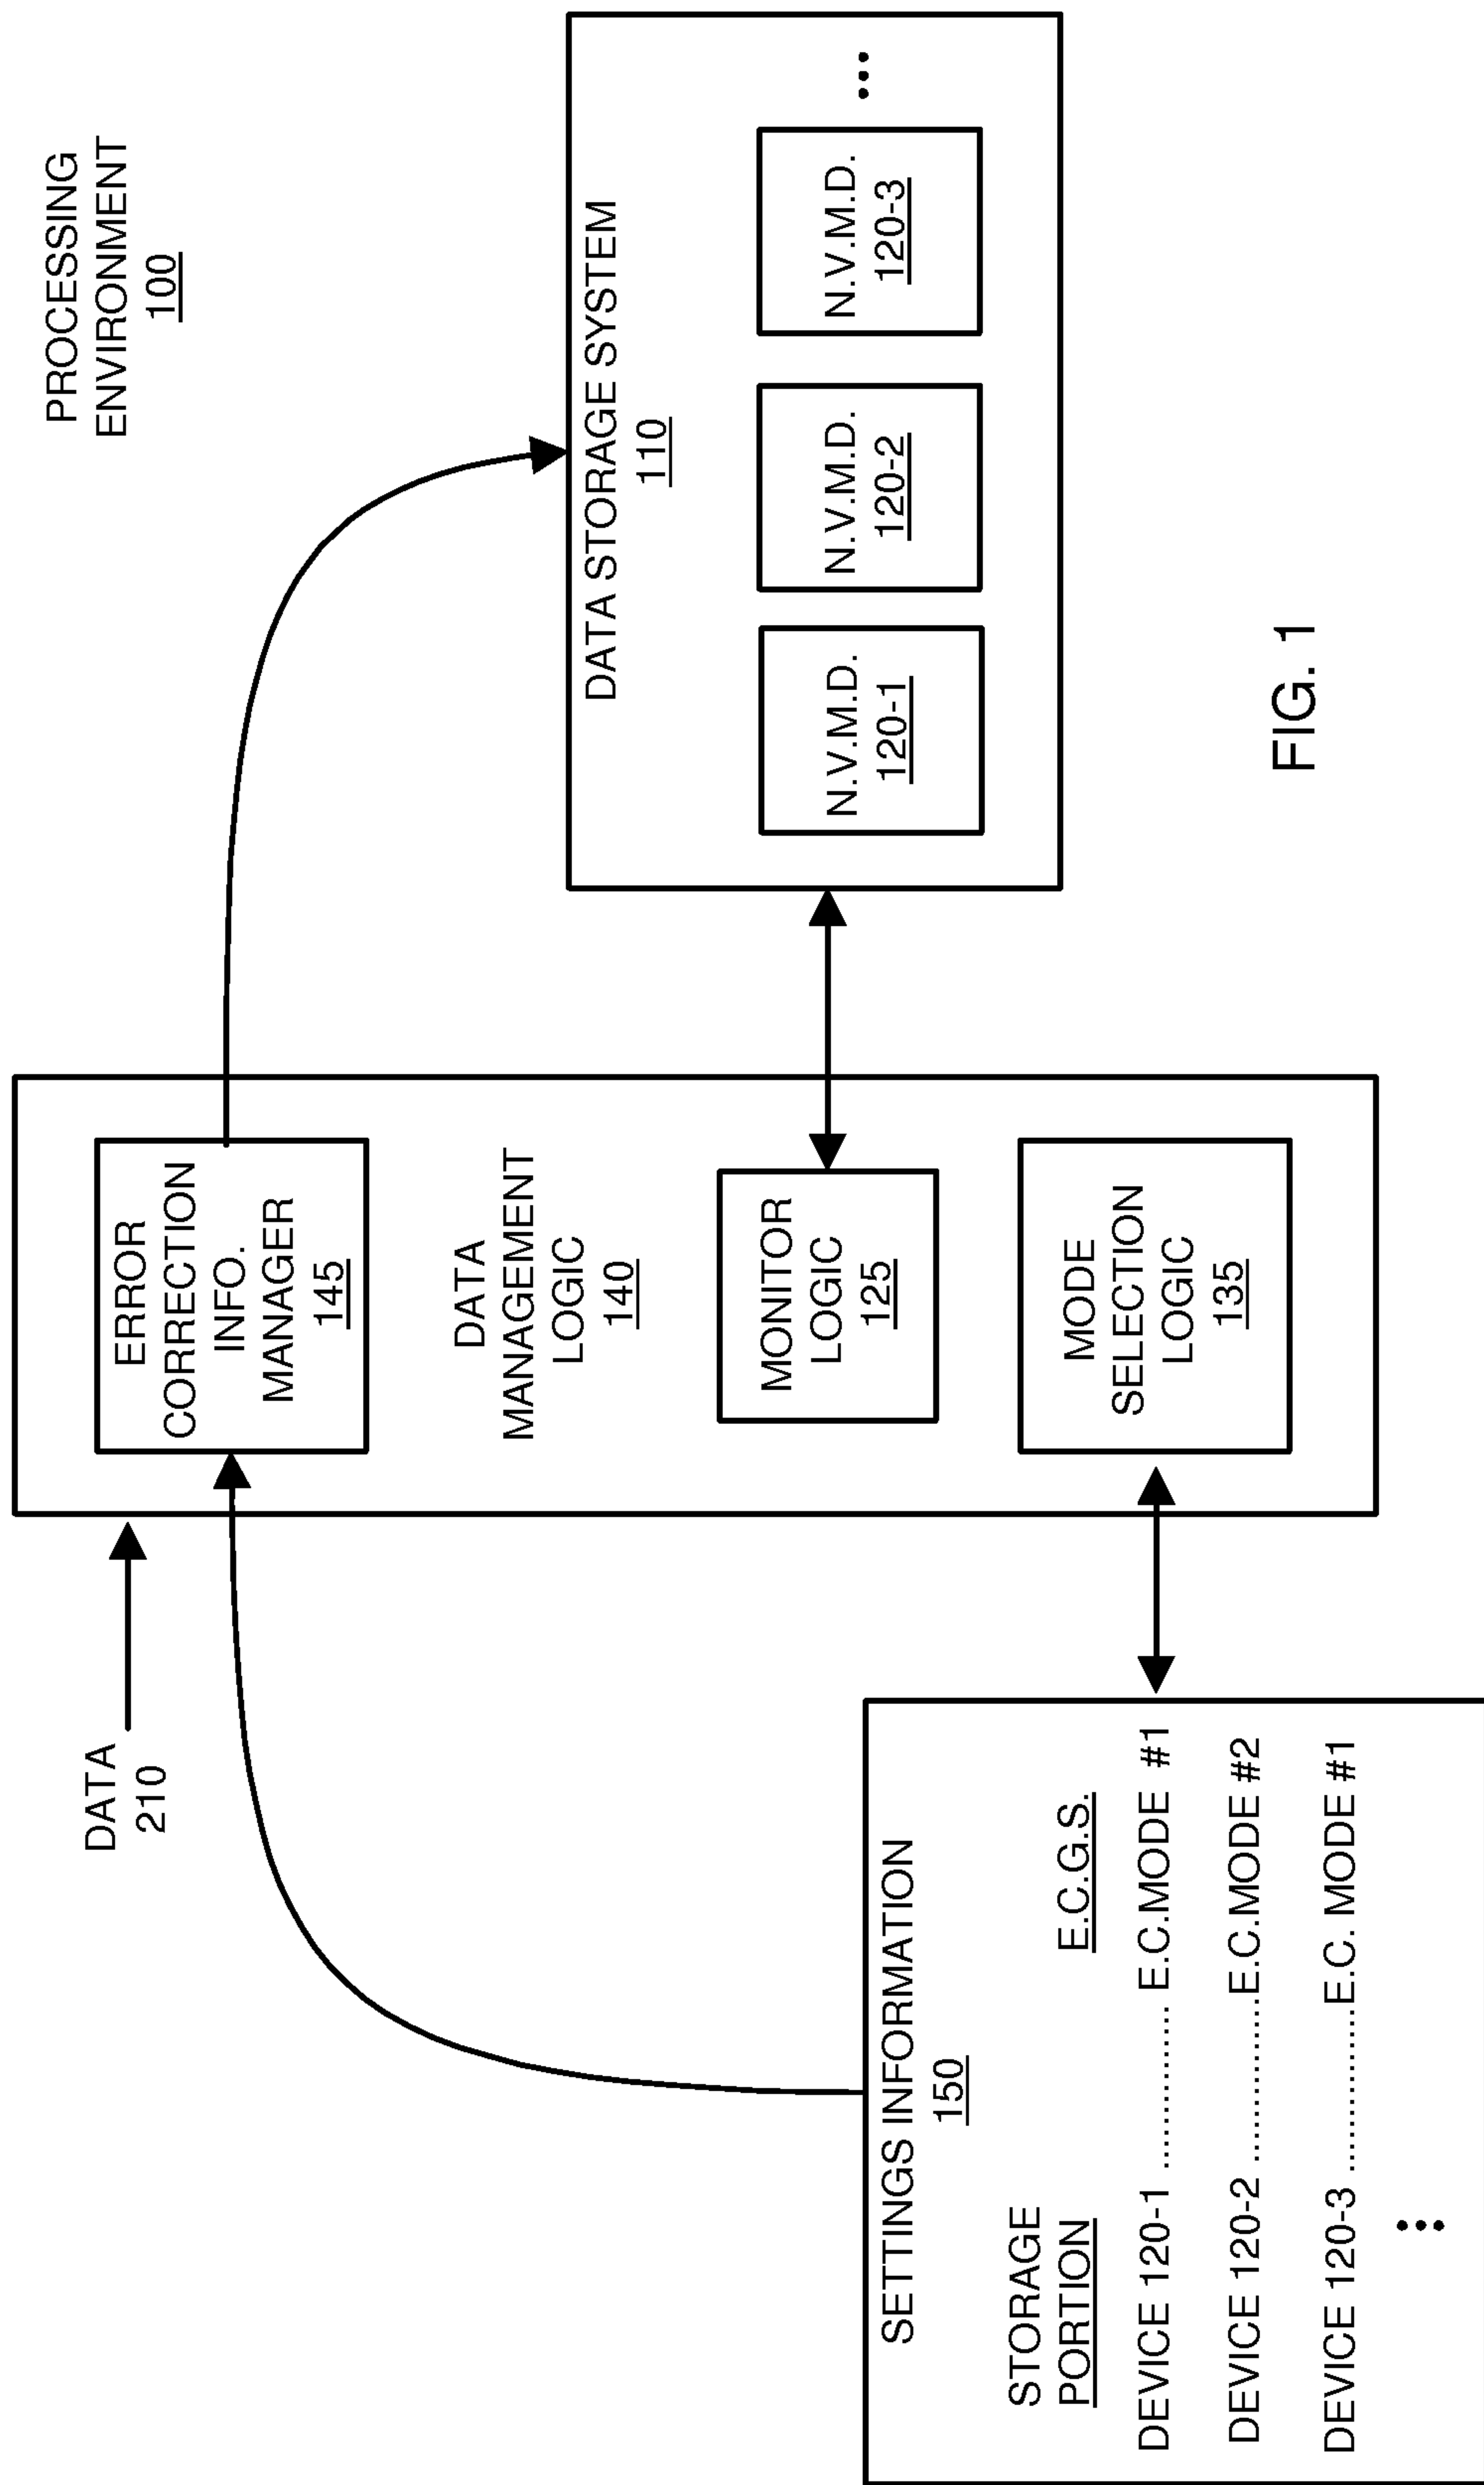 PROCESSING
ENVIRONMENT
100
DATA
210
ERROR
CORRECTION
INFO.
MANAGER
145
DATA
MANAGEMENT
LOGIC
140
MONITOR
LOGIC
125
MODE
SELECTION
LOGIC
135
DATA STORAGE SYSTEM
110
N.V.M.D.
120-1
N.V.M.D.
120-2
N.V.M.D.
120-3
...
SETTINGS INFORMATION
150
STORAGE
PORTION
E.C.G.S.
DEVICE 120-1 ............. E.C.MODE #1
DEVICE 120-2 .............E.C.MODE #2
DEVICE 120-3 .............E.C. MODE #1
...
FIG. 1